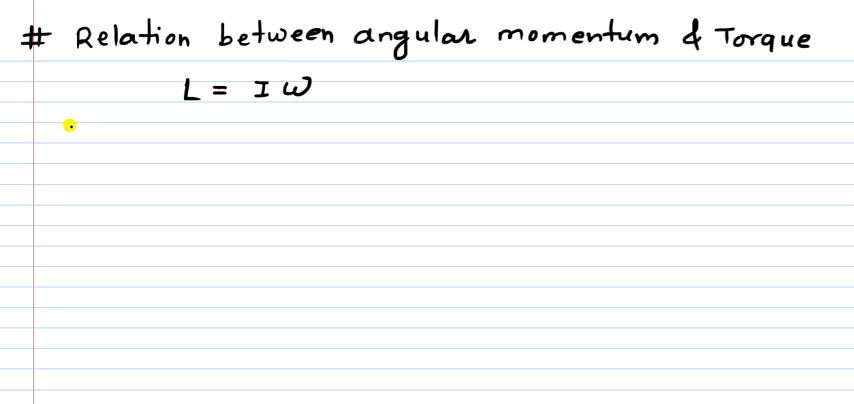 # Relation between angular momentum & Torque
L = I ω